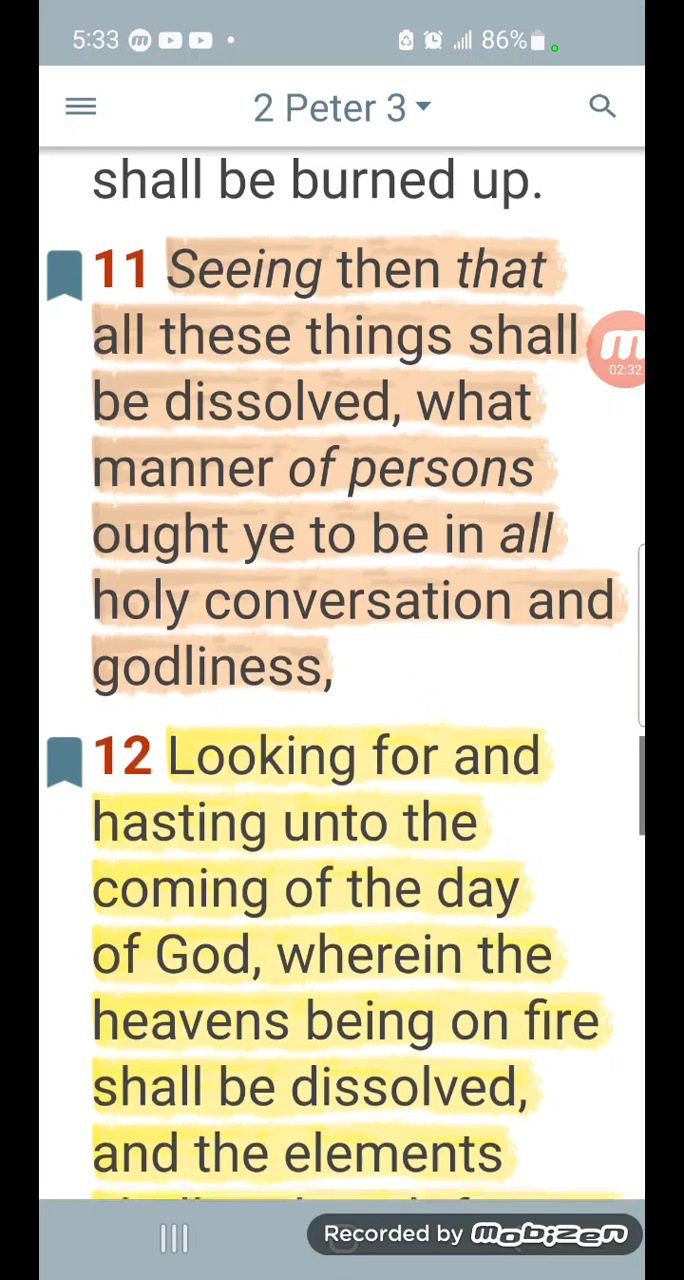 5:33 86%
2 Peter 3
shall be burned up.
11 Seeing then that
all these things shall
be dissolved, what
manner of persons
ought ye to be in all
holy conversation and
godliness,
02:32
12 Looking for and
hasting unto the
coming of the day
of God, wherein the
heavens being on fire
shall be dissolved,
and the elements
Recorded by mobizen